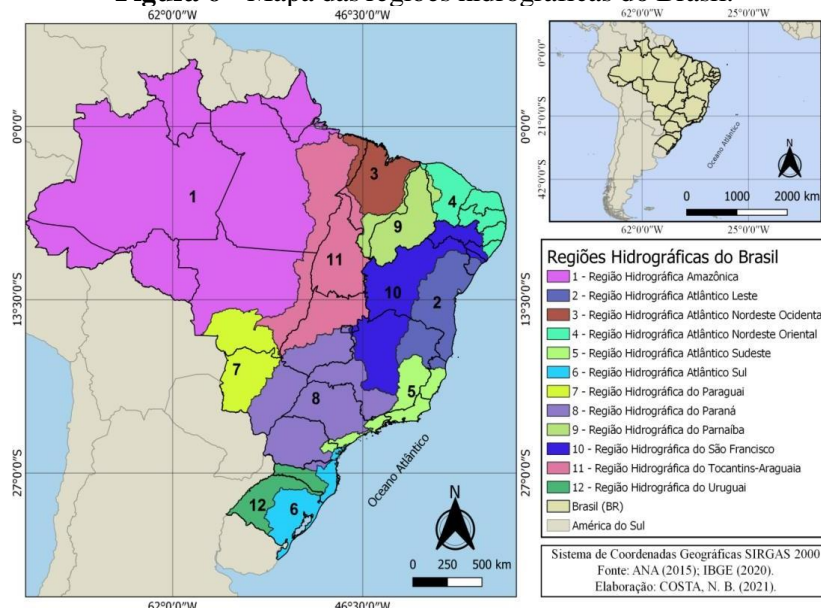 Figura 6 - Mapa das regiões hidrográficas do Brasil.
62°0'0"W 46°30'0"W
0°0'0"
13°30'0"S
27°0'0"S
1
2
3
4
5
6
7
8
9
10
11
12
Oceano Atlântico
N
0 250 500 km
0°0'0"
13°30'0"S
27°0'0"S
62°0'0"W 46°30'0"W
62°0'0"W 25°0'0"W
0°0'0"
21°0'0"S
42°0'0"S
Oceano Atlântico
N
0 1000 2000 km
62°0'0"W 25°0'0"W
Regiões Hidrográficas do Brasil
1 - Região Hidrográfica Amazônica
2 - Região Hidrográfica Atlântico Leste
3 - Região Hidrográfica Atlântico Nordeste Ocidenta
4 - Região Hidrográfica Atlântico Nordeste Oriental
5 - Região Hidrográfica Atlântico Sudeste
6 - Região Hidrográfica Atlântico Sul
7 - Região Hidrográfica do Paraguai
8 - Região Hidrográfica do Paraná
9 - Região Hidrográfica do Parnaíba
10 - Região Hidrográfica do São Francisco
11 - Região Hidrográfica do Tocantins-Araguaia
12 - Região Hidrográfica do Uruguai
Brasil (BR)
América do Sul
Sistema de Coordenadas Geográficas SIRGAS 2000
Fonte: ANA (2015); IBGE (2020).
Elaboração: COSTA, N. B. (2021).